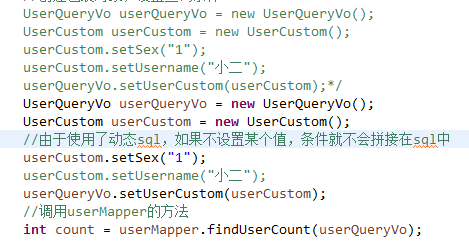 UserQueryVo userQueryVo = new UserQueryVo();
UserCustom userCustom = new UserCustom();
userCustom.setSex("1");
userCustom.setUsername("小二");
userQueryVo.setUserCustom(userCustom);*/
UserQueryVo userQueryVo = new UserQueryVo();
UserCustom userCustom = new UserCustom();
//由于使用了动态sql，如果不设置某个值，条件就不会拼接在sql中
userCustom.setSex("1");
userCustom.setUsername("小二");
userQueryVo.setUserCustom(userCustom);
//调用userMapper的方法
int count = userMapper.findUserCount(userQueryVo);